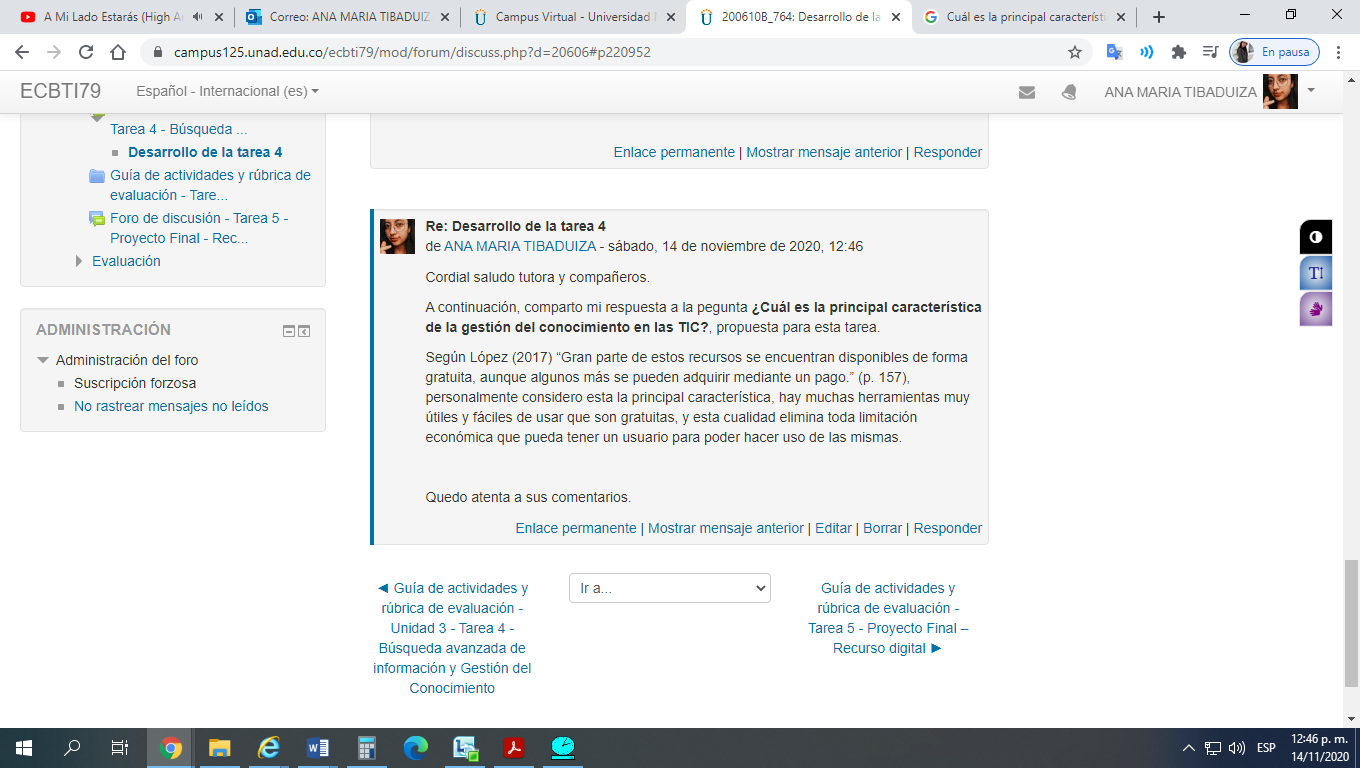 A Mi Lado Estarás (High A
Correo: ANA MARIA TIBADUIZ
Campus Virtual - Universidad
200610B_764: Desarrollo de la
Cuál es la principal característi
campus125.unad.edu.co/ecbti79/mod/forum/discuss.php?d=20606#p220952
En pausa
ECBTI79
Español - Internacional (es)
ANA MARIA TIBADUIZA
Tarea 4 - Búsqueda ...
Desarrollo de la tarea 4
Guía de actividades y rúbrica de
evaluación - Tare...
Foro de discusión - Tarea 5 -
Proyecto Final - Rec...
Evaluación
ADMINISTRACIÓN
Administración del foro
Suscripción forzosa
No rastrear mensajes no leídos
Enlace permanente | Mostrar mensaje anterior | Responder
Re: Desarrollo de la tarea 4
de ANA MARIA TIBADUIZA - sábado, 14 de noviembre de 2020, 12:46
Cordial saludo tutora y compañeros.
A continuación, comparto mi respuesta a la pegunta ¿Cuál es la principal característica
de la gestión del conocimiento en las TIC?, propuesta para esta tarea.
Según López (2017) “Gran parte de estos recursos se encuentran disponibles de forma
gratuita, aunque algunos más se pueden adquirir mediante un pago.” (p. 157),
personalmente considero esta la principal característica, hay muchas herramientas muy
útiles y fáciles de usar que son gratuitas, y esta cualidad elimina toda limitación
económica que pueda tener un usuario para poder hacer uso de las mismas.
Quedo atenta a sus comentarios.
Enlace permanente | Mostrar mensaje anterior | Editar | Borrar | Responder
◄ Guía de actividades y
rúbrica de evaluación -
Unidad 3 - Tarea 4 -
Búsqueda avanzada de
información y Gestión del
Conocimiento
Ir a...
Guía de actividades y
rúbrica de evaluación -
Tarea 5 - Proyecto Final –
Recurso digital ►
ESP
12:46 p. m.
14/11/2020